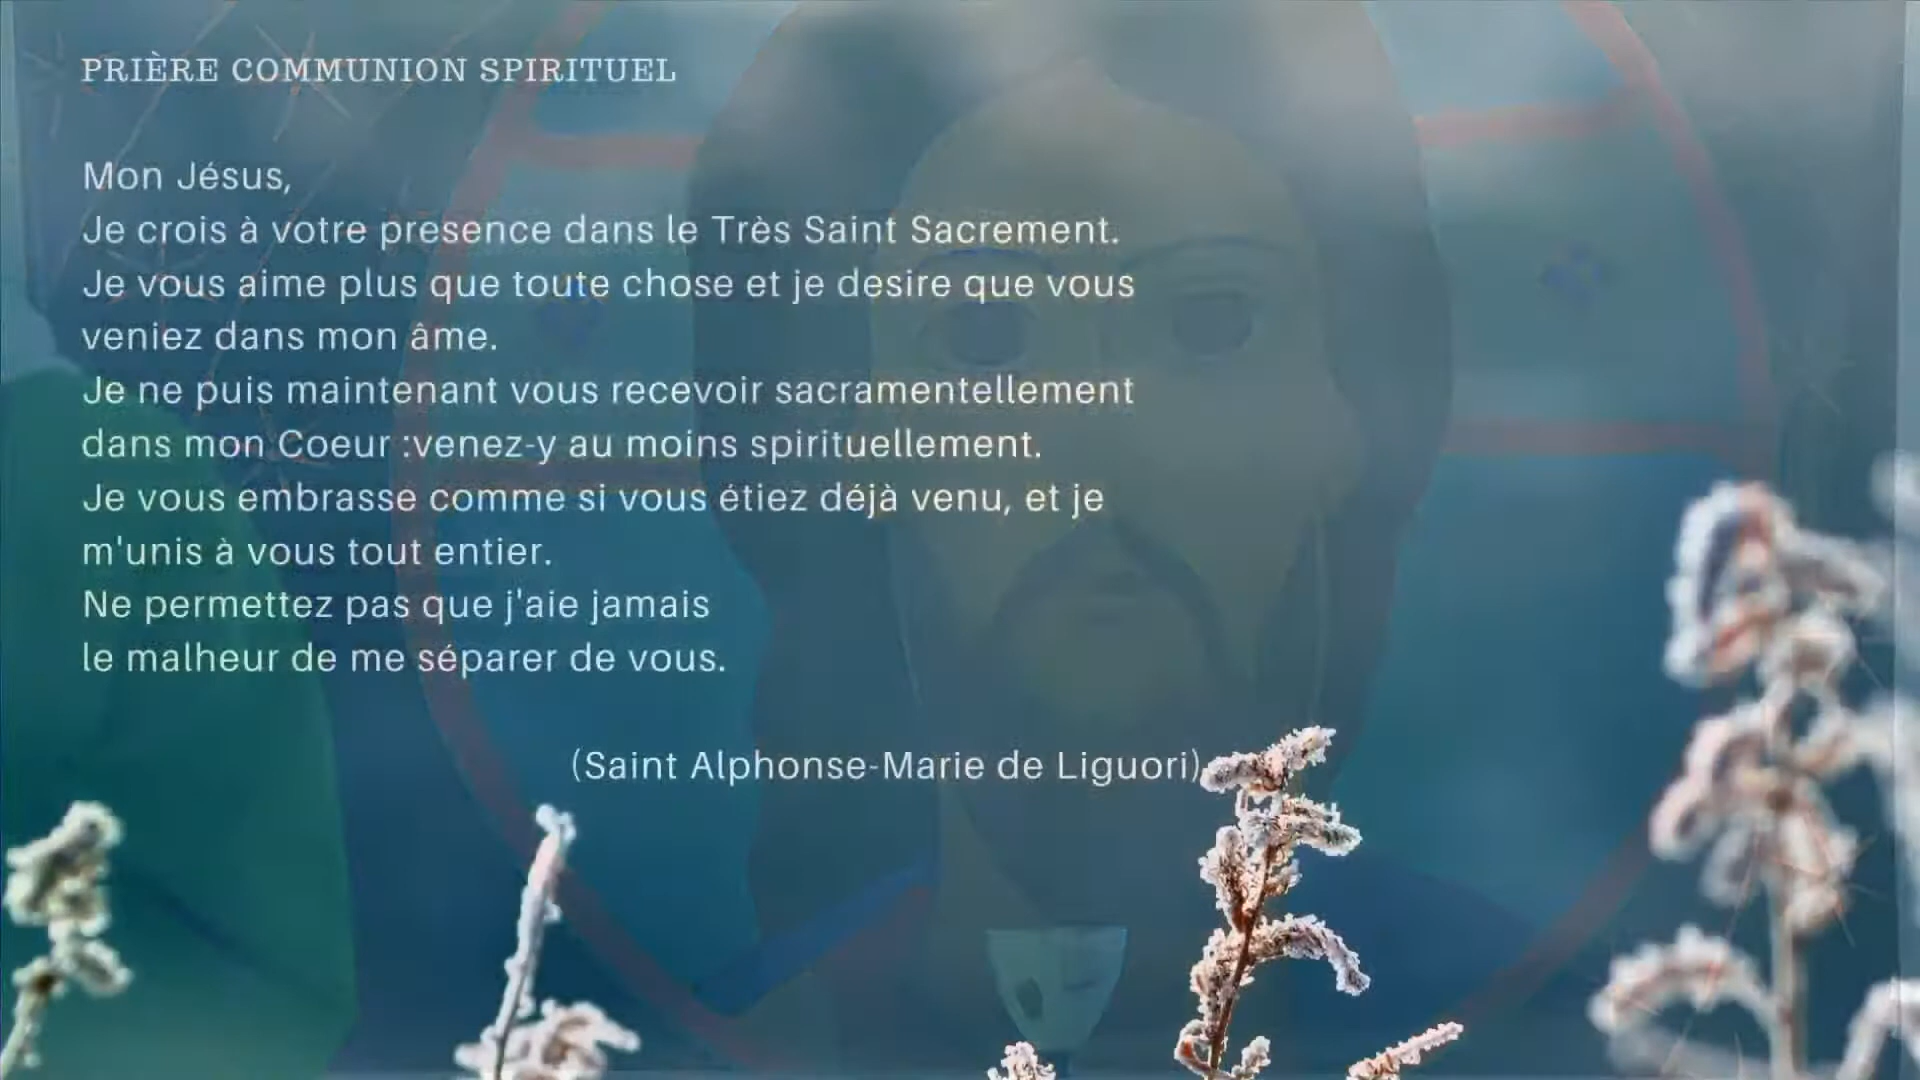 PRIÈRE COMMUNION SPIRITUEL
Mon Jésus,
Je crois à votre presence dans le Très Saint Sacrement.
Je vous aime plus que toute chose et je desire que vous
veniez dans mon âme.
Je ne puis maintenant vous recevoir sacramentellement
dans mon Coeur :venez-y au moins spirituellement.
Je vous embrasse comme si vous étiez déjà venu, et je
m'unis à vous tout entier.
Ne permettez pas que j'aie jamais
le malheur de me séparer de vous.
(Saint Alphonse-Marie de Liguori)